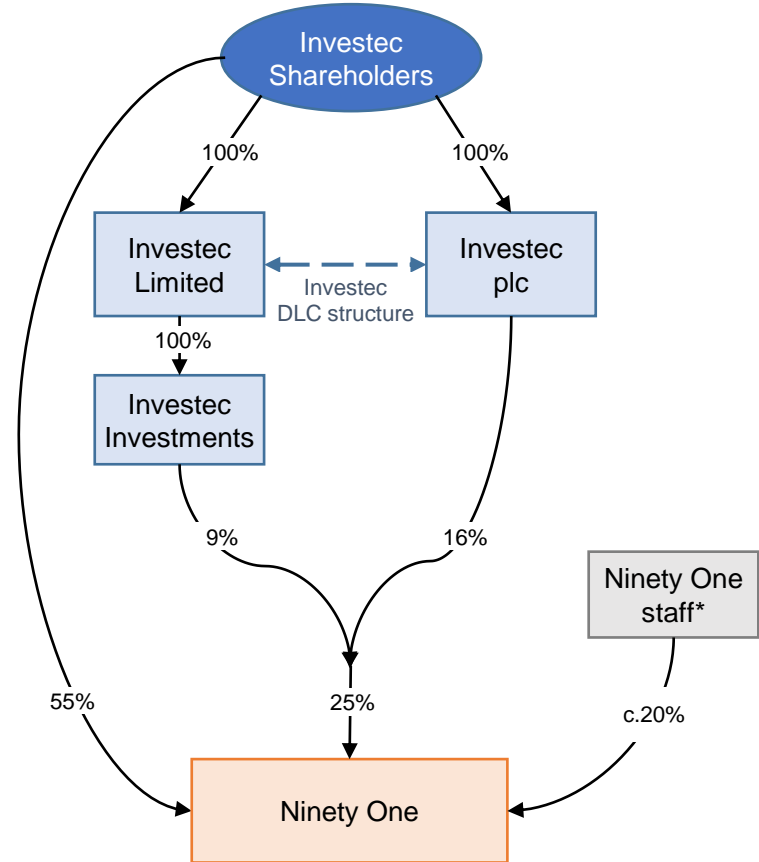 Investec
Shareholders
100%
100%
Investec
Limited
Investec
plc
Investec
DLC structure
100%
Investec
Investments
9%
16%
Ninety One
staff*
55%
25%
c.20%
Ninety One